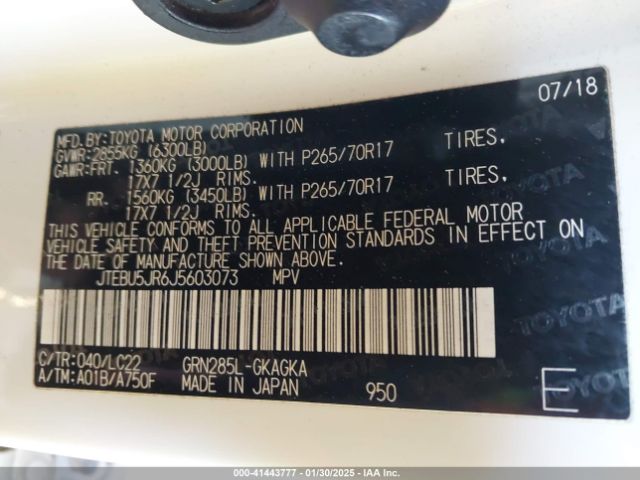 07/18
MFD. BY: TOYOTA MOTOR CORPORATION
GVWR: 2855KG (6300LB)
GAWR: FRT. 1360KG (3000LB) WITH P265/70R17 TIRES,
17X7 1/2J RIMS.
RR. 1560KG (3450LB) WITH P265/70R17 TIRES,
17X7 1/2J RIMS.
THIS VEHICLE CONFORMS TO ALL APPLICABLE FEDERAL MOTOR
VEHICLE SAFETY AND THEFT PREVENTION STANDARDS IN EFFECT ON
THE DATE OF MANUFACTURE SHOWN ABOVE.
JTEBU5JR6J5603073 MPV
C/TR: 040/LC22 GRN285L-GKAGKA
A/TM: A01B/A750F MADE IN JAPAN 950 E
TOYOTA
TOYOTA
000-41443777 — 01/30/2025 — IAA Inc.